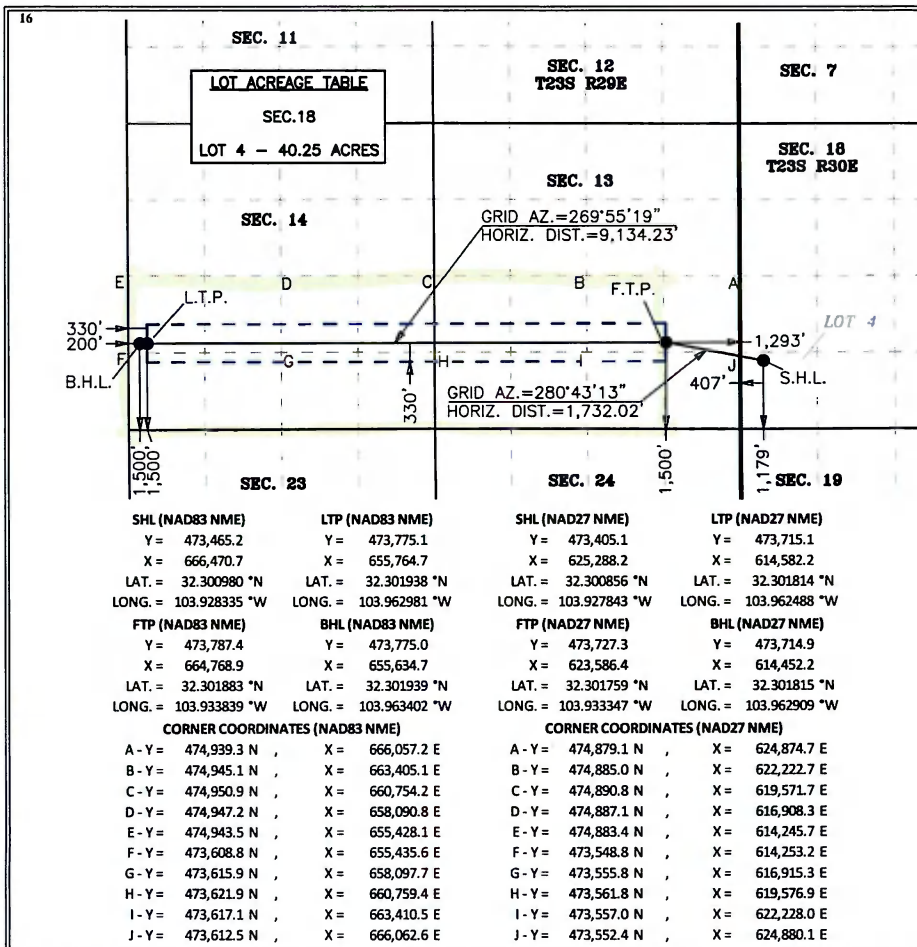 16
SEC. 11
SEC. 12
T23S R29E
SEC. 7
LOT ACREAGE TABLE
SEC.18
LOT 4 - 40.25 ACRES
SEC. 18
T23S R30E
SEC. 13
SEC. 14
GRID AZ.=269°55'19"
HORIZ. DIST.=9,134.23'
E D C B A
L.T.P. F.T.P.
LOT 4
330'
200'
1,293'
F G H I J
B.H.L.
S.H.L.
407'
330'
GRID AZ.=280°43'13"
HORIZ. DIST.=1,732.02'
1,500'
1,500'
1,500'
1,179'
SEC. 23 SEC. 24 SEC. 19
SHL (NAD83 NME) LTP (NAD83 NME) SHL (NAD27 NME) LTP (NAD27 NME)
Y = 473,465.2 Y = 473,775.1 Y = 473,405.1 Y = 473,715.1
X = 666,470.7 X = 655,764.7 X = 625,288.2 X = 614,582.2
LAT. = 32.300980 °N LAT. = 32.301938 °N LAT. = 32.300856 °N LAT. = 32.301814 °N
LONG. = 103.928335 °W LONG. = 103.962981 °W LONG. = 103.927843 °W LONG. = 103.962488 °W
FTP (NAD83 NME) BHL (NAD83 NME) FTP (NAD27 NME) BHL (NAD27 NME)
Y = 473,787.4 Y = 473,775.0 Y = 473,727.3 Y = 473,714.9
X = 664,768.9 X = 655,634.7 X = 623,586.4 X = 614,452.2
LAT. = 32.301883 °N LAT. = 32.301939 °N LAT. = 32.301759 °N LAT. = 32.301815 °N
LONG. = 103.933839 °W LONG. = 103.963402 °W LONG. = 103.933347 °W LONG. = 103.962909 °W
CORNER COORDINATES (NAD83 NME) CORNER COORDINATES (NAD27 NME)
A - Y = 474,939.3 N , X = 666,057.2 E A - Y = 474,879.1 N , X = 624,874.7 E
B - Y = 474,945.1 N , X = 663,405.1 E B - Y = 474,885.0 N , X = 622,222.7 E
C - Y = 474,950.9 N , X = 660,754.2 E C - Y = 474,890.8 N , X = 619,571.7 E
D - Y = 474,947.2 N , X = 658,090.8 E D - Y = 474,887.1 N , X = 616,908.3 E
E - Y = 474,943.5 N , X = 655,428.1 E E - Y = 474,883.4 N , X = 614,245.7 E
F - Y = 473,608.8 N , X = 655,435.6 E F - Y = 473,548.8 N , X = 614,253.2 E
G - Y = 473,615.9 N , X = 658,097.7 E G - Y = 473,555.8 N , X = 616,915.3 E
H - Y = 473,621.9 N , X = 660,759.4 E H - Y = 473,561.8 N , X = 619,576.9 E
I - Y = 473,617.1 N , X = 663,410.5 E I - Y = 473,557.0 N , X = 622,228.0 E
J - Y = 473,612.5 N , X = 666,062.6 E J - Y = 473,552.4 N , X = 624,880.1 E